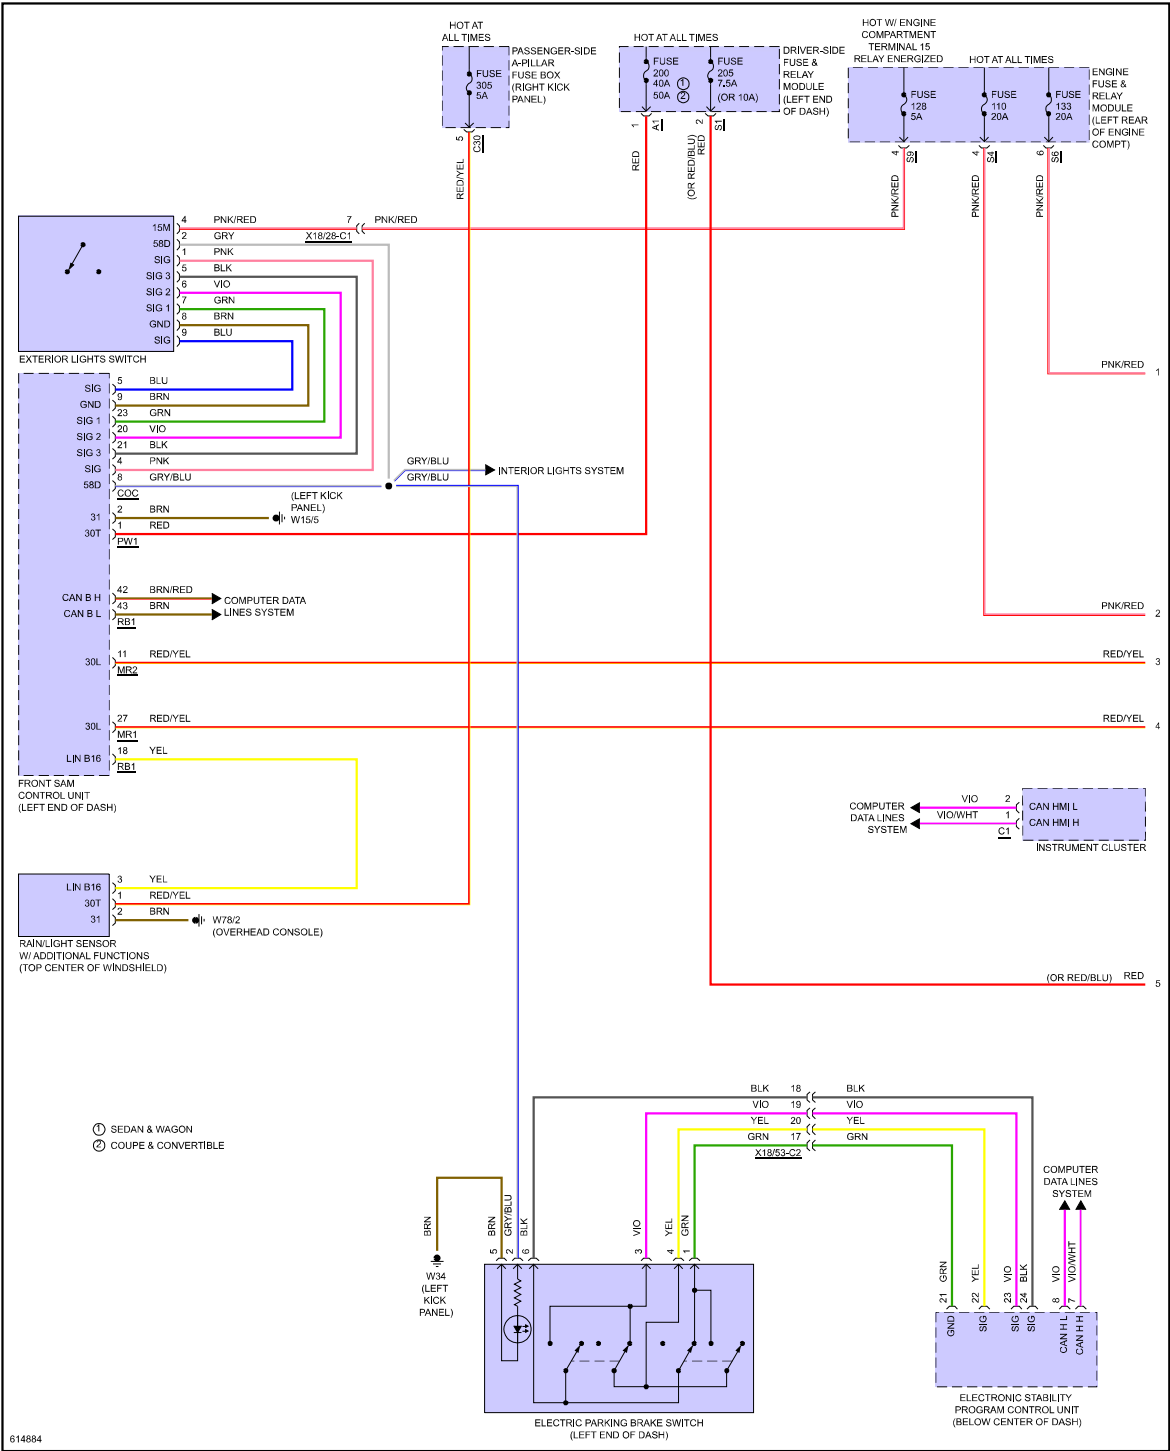 HOT AT
ALL TIMES
FUSE
305
5A
PASSENGER-SIDE
A-PILLAR
FUSE BOX
(RIGHT KICK
PANEL)
5
C30
RED/YEL
HOT AT ALL TIMES
FUSE
200
40A 1
50A 2
FUSE
205
7.5A
(OR 10A)
DRIVER-SIDE
FUSE &
RELAY
MODULE
(LEFT END
OF DASH)
1
A1
RED
2
S1
RED
(OR RED/BLU)
HOT W/ ENGINE
COMPARTMENT
TERMINAL 15
RELAY ENERGIZED
HOT AT ALL TIMES
FUSE
128
5A
FUSE
110
20A
FUSE
133
20A
ENGINE
FUSE &
RELAY
MODULE
(LEFT REAR
OF ENGINE
COMPT)
4
S9
PNK/RED
4
S4
PNK/RED
6
S6
PNK/RED
15M 4 PNK/RED 7 PNK/RED
X18/28-C1
58D 2 GRY
SIG 1 PNK
SIG 3 5 BLK
SIG 2 6 VIO
SIG 1 7 GRN
GND 8 BRN
SIG 9 BLU
EXTERIOR LIGHTS SWITCH
PNK/RED 1
SIG 5 BLU
GND 9 BRN
SIG 1 23 GRN
SIG 2 20 VIO
SIG 3 21 BLK
SIG 4 PNK
58D 8 GRY/BLU
COC
GRY/BLU
INTERIOR LIGHTS SYSTEM
GRY/BLU
31 2 BRN
(LEFT KICK
PANEL)
W15/5
30T 1 RED
PW1
CAN B H 42 BRN/RED
CAN B L 43 BRN
RB1
COMPUTER DATA
LINES SYSTEM
PNK/RED 2
30L 11 RED/YEL
MR2
RED/YEL 3
30L 27 RED/YEL
MR1
RED/YEL 4
LIN B16 18 YEL
RB1
FRONT SAM
CONTROL UNIT
(LEFT END OF DASH)
COMPUTER
DATA LINES
SYSTEM
VIO 2 CAN HMI L
VIO/WHT 1 CAN HMI H
C1
INSTRUMENT CLUSTER
LIN B16 3 YEL
30T 1 RED/YEL
31 2 BRN
W78/2
(OVERHEAD CONSOLE)
RAIN/LIGHT SENSOR
W/ ADDITIONAL FUNCTIONS
(TOP CENTER OF WINDSHIELD)
(OR RED/BLU) RED 5
1 SEDAN & WAGON
2 COUPE & CONVERTIBLE
BLK 18 BLK
VIO 19 VIO
YEL 20 YEL
GRN 17 GRN
X18/53-C2
COMPUTER
DATA LINES
SYSTEM
BRN
W34
(LEFT
KICK
PANEL)
BRN
5
GRY/BLU
2
BLK
6
VIO
3
YEL
4
GRN
1
ELECTRIC PARKING BRAKE SWITCH
(LEFT END OF DASH)
GRN
21
GND
YEL
22
SIG
VIO
23
SIG
BLK
24
SIG
VIO
8
CAN H L
VIO/WHT
7
CAN H H
ELECTRONIC STABILITY
PROGRAM CONTROL UNIT
(BELOW CENTER OF DASH)
614884